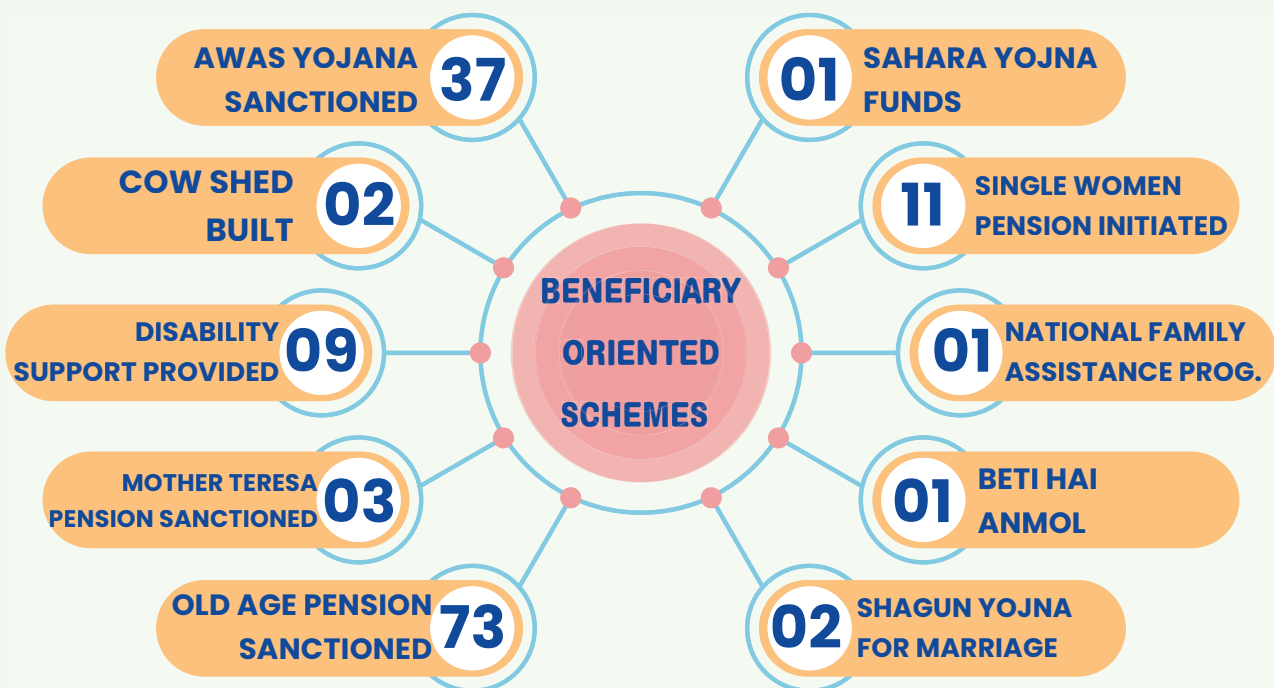 AWAS YOJANA
SANCTIONED
37
COW SHED
BUILT
02
DISABILITY
SUPPORT PROVIDED
09
MOTHER TERESA
PENSION SANCTIONED
03
OLD AGE PENSION
SANCTIONED
73
BENEFICIARY
ORIENTED
SCHEMES
01
SAHARA YOJNA
FUNDS
11
SINGLE WOMEN
PENSION INITIATED
01
NATIONAL FAMILY
ASSISTANCE PROG.
01
BETI HAI
ANMOL
02
SHAGUN YOJNA
FOR MARRIAGE